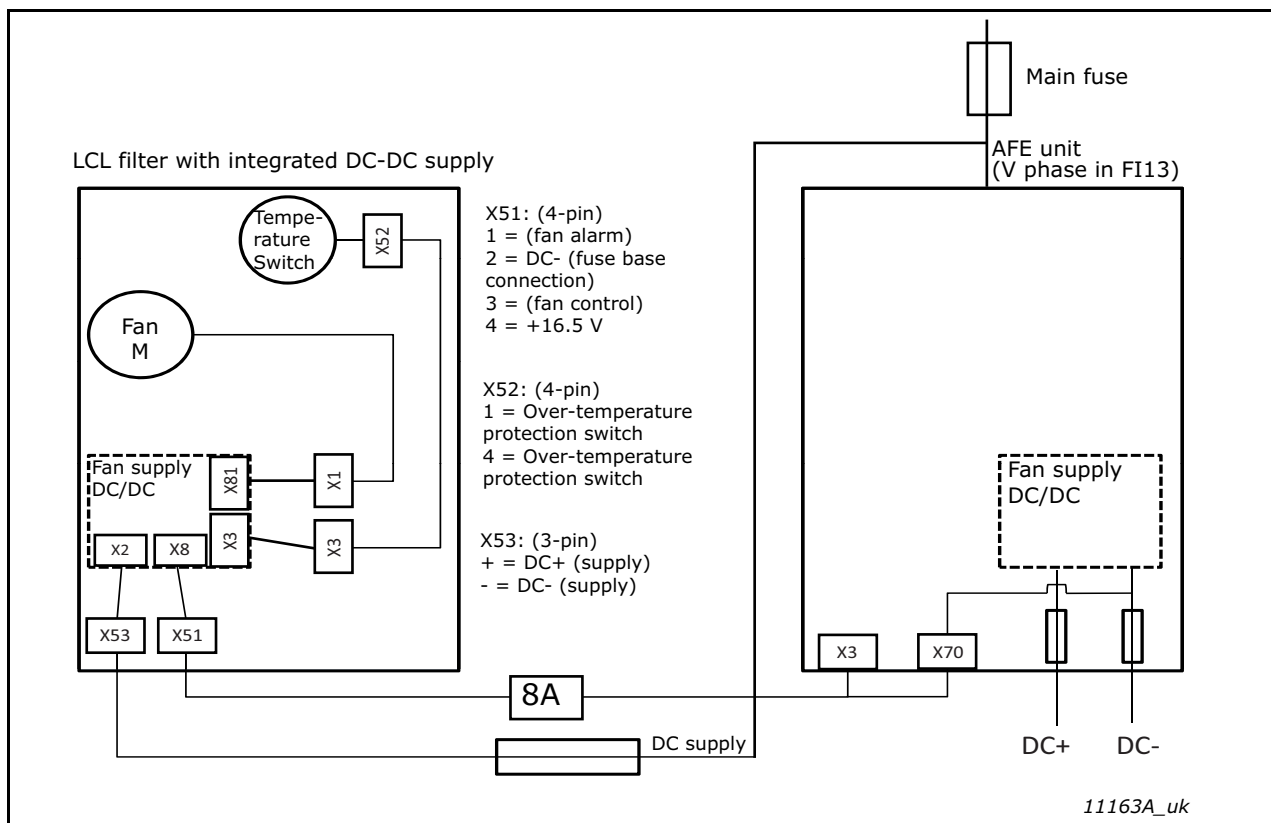 Main fuse
LCL filter with integrated DC-DC supply
AFE unit
(V phase in FI13)
Tempe-
rature
Switch
X52
X51: (4-pin)
1 = (fan alarm)
2 = DC- (fuse base
connection)
3 = (fan control)
4 = +16.5 V
Fan
M
X52: (4-pin)
1 = Over-temperature
protection switch
4 = Over-temperature
protection switch
Fan supply
DC/DC
X81
X1
X3
X3
X2
X8
X53: (3-pin)
+ = DC+ (supply)
- = DC- (supply)
Fan supply
DC/DC
X53
X51
X3
X70
8A
DC supply
DC+
DC-
11163A_uk